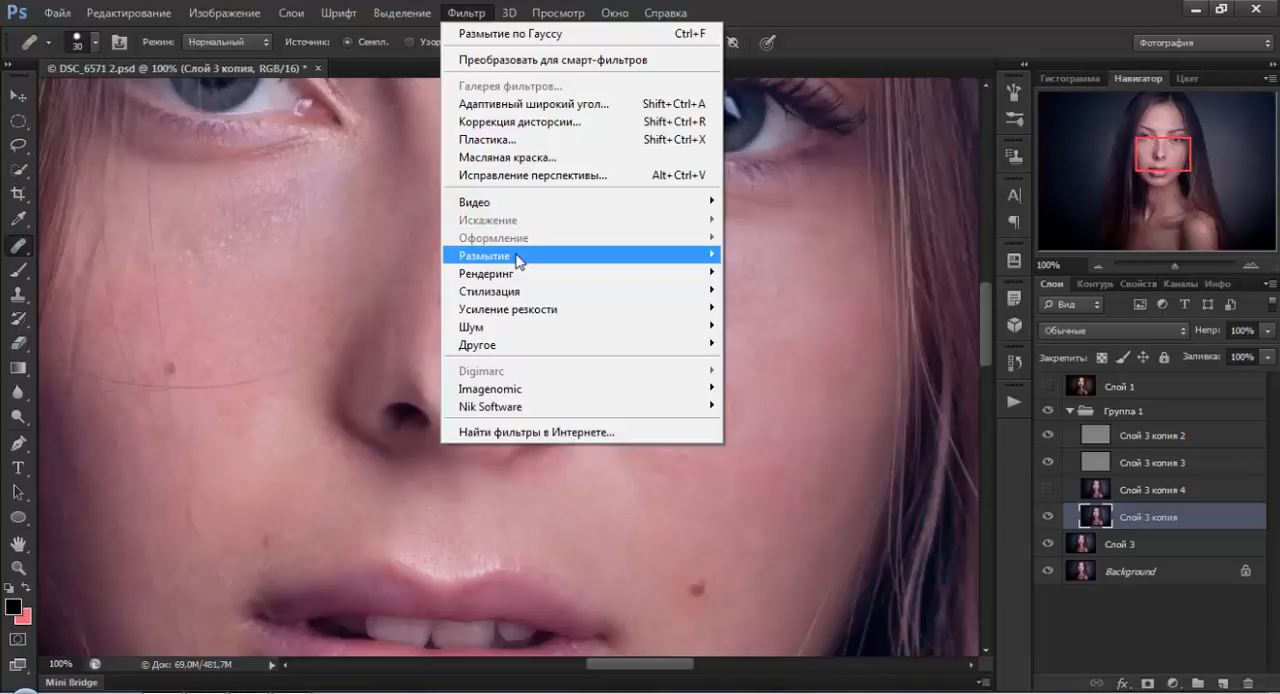 Ps Файл Редактирование Изображение Слои Шрифт Выделение Фильтр 3D Просмотр Окно Справка
30 Режим: Нормальный Источник: Сэмпл. Узор
Фотография
© DSC_6571 2.psd @ 100% (Слой 3 копия, RGB/16) * ×
Размытие по Гауссу Ctrl+F
Преобразовать для смарт-фильтров
Галерея фильтров...
Адаптивный широкий угол... Shift+Ctrl+A
Коррекция дисторсии... Shift+Ctrl+R
Пластика... Shift+Ctrl+X
Масляная краска...
Исправление перспективы... Alt+Ctrl+V
Видео
Искажение
Оформление
Размытие
Рендеринг
Стилизация
Усиление резкости
Шум
Другое
Digimarc
Imagenomic
Nik Software
Найти фильтры в Интернете...
Гистограмма Навигатор Цвет
100%
Слои Контуры Свойства Каналы Инфо
Вид
Обычные Непр: 100%
Закрепить: Заливка: 100%
Слой 1
Группа 1
Слой 3 копия 2
Слой 3 копия 3
Слой 3 копия 4
Слой 3 копия
Слой 3
Background
100% © Док: 69,0M/481,7M
Mini Bridge